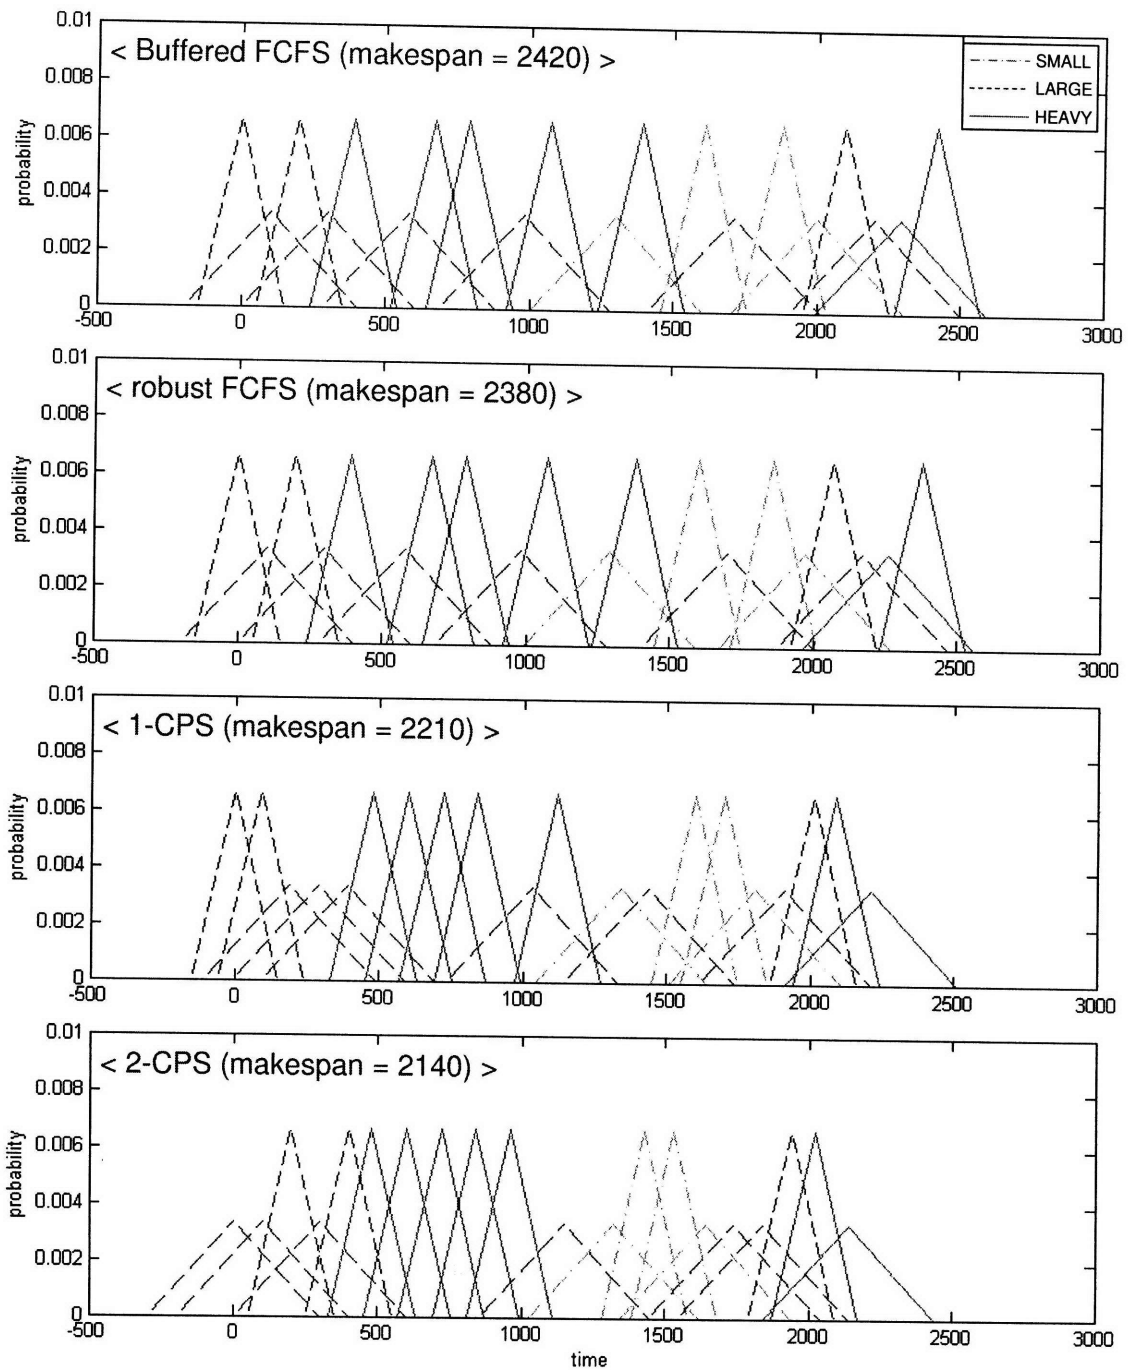 0.01
< Buffered FCFS (makespan = 2420) >
SMALL
LARGE
HEAVY
0.008
0.006
0.004
0.002
0
probability
-500 0 500 1000 1500 2000 2500 3000
0.01
< robust FCFS (makespan = 2380) >
0.008
0.006
0.004
0.002
0
probability
-500 0 500 1000 1500 2000 2500 3000
0.01
< 1-CPS (makespan = 2210) >
0.008
0.006
0.004
0.002
0
probability
-500 0 500 1000 1500 2000 2500 3000
0.01
< 2-CPS (makespan = 2140) >
0.008
0.006
0.004
0.002
0
probability
-500 0 500 1000 1500 2000 2500 3000
time